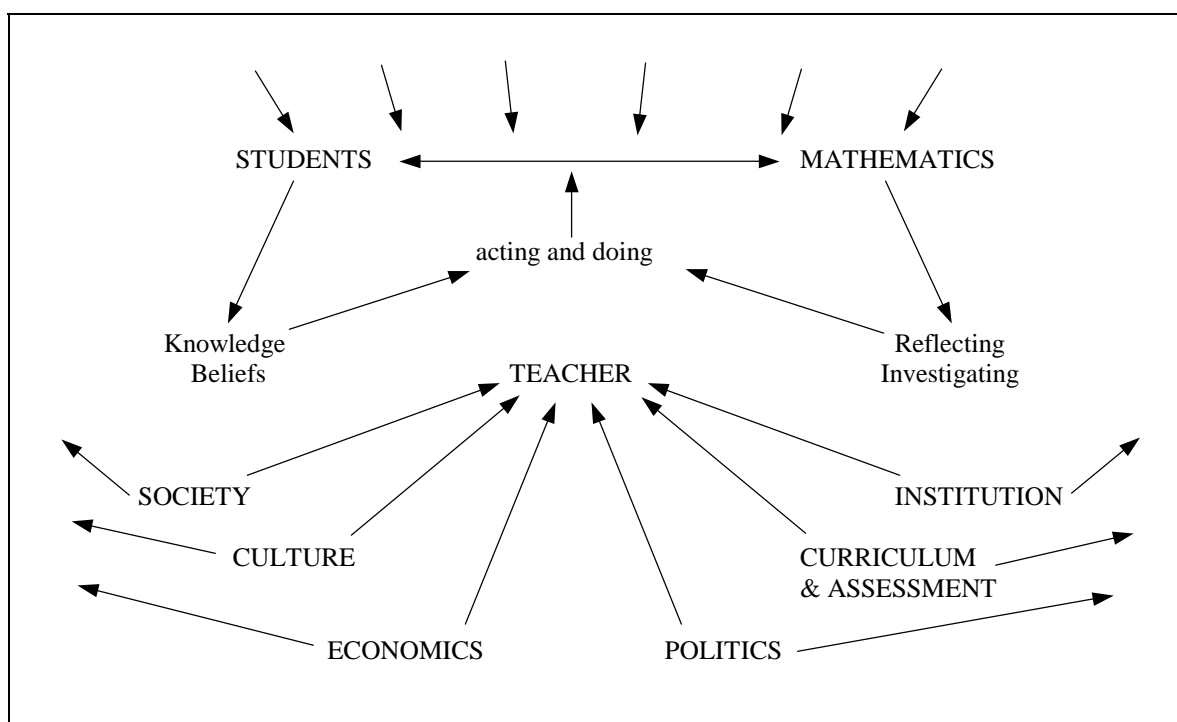 STUDENTS
MATHEMATICS
acting and doing
Knowledge
Beliefs
Reflecting
Investigating
TEACHER
SOCIETY
INSTITUTION
CULTURE
CURRICULUM
& ASSESSMENT
ECONOMICS
POLITICS